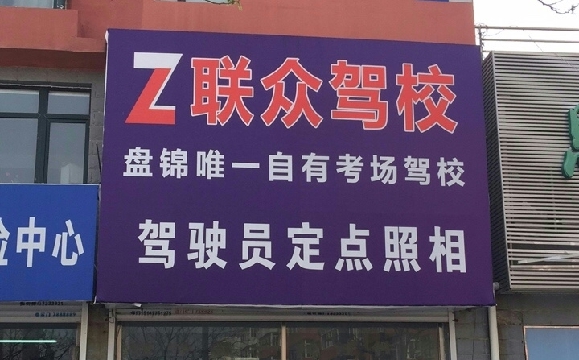 Z联众驾校
盘锦唯一自有考场驾校
驾驶员定点照相
中心